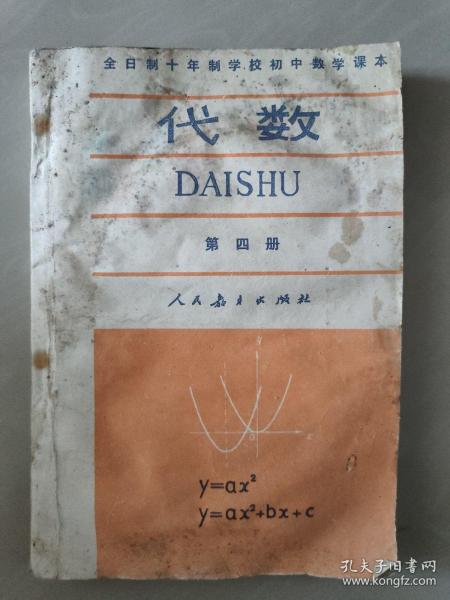 全日制十年制学校初中数学课本
代数
DAISHU
第四册
人民教育出版社
y
o
x
y=ax²
y=ax²+bx+c
孔夫子旧书网
www.kongfz.com